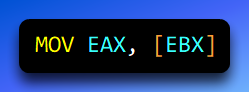 MOV EAX, [EBX]